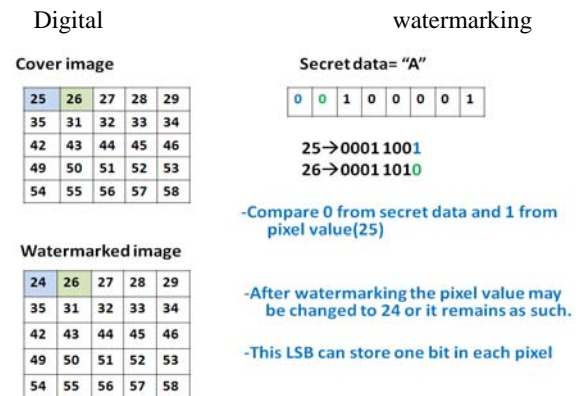 Digital watermarking
Cover image
25 26 27 28 29
35 31 32 33 34
42 43 44 45 46
49 50 51 52 53
54 55 56 57 58
Secret data= "A"
0 0 1 0 0 0 0 1
25→00011001
26→00011010
-Compare 0 from secret data and 1 from
pixel value(25)
Watermarked image
24 26 27 28 29
35 31 32 33 34
42 43 44 45 46
49 50 51 52 53
54 55 56 57 58
-After watermarking the pixel value may
be changed to 24 or it remains as such.
-This LSB can store one bit in each pixel